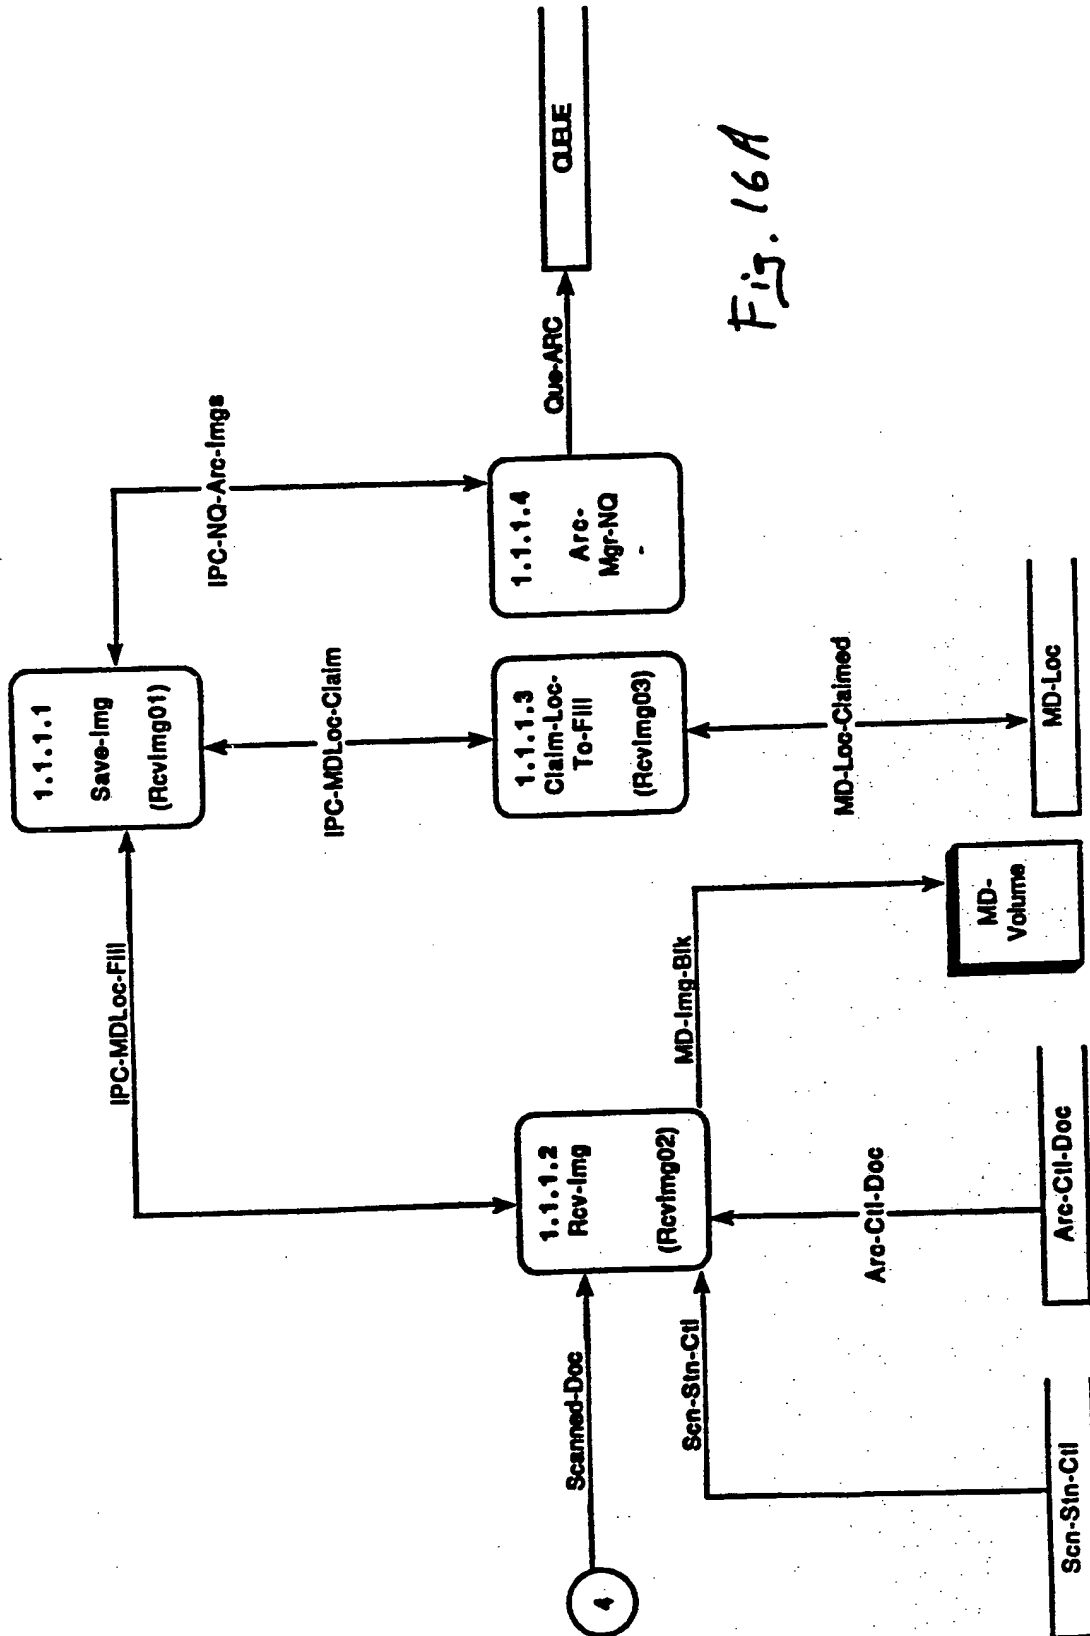 1.1.1.1
Save-Img
(RcvImg01)
IPC-MDLoc-Fill
IPC-MDLoc-Claim
IPC-NQ-Arc-Imgs
4
Scanned-Doc
1.1.1.2
Rcv-Img
(RcvImg02)
1.1.1.3
Claim-Loc-
To-Fill
(RcvImg03)
1.1.1.4
Arc-
Mgr-NQ
Que-ARC
QUEUE
Scn-Stn-Ctl
Arc-Ctl-Doc
MD-Img-Blk
MD-Loc-Claimed
Scn-Stn-Ctl
Arc-Ctl-Doc
MD-
Volume
MD-Loc
Fig. 16A